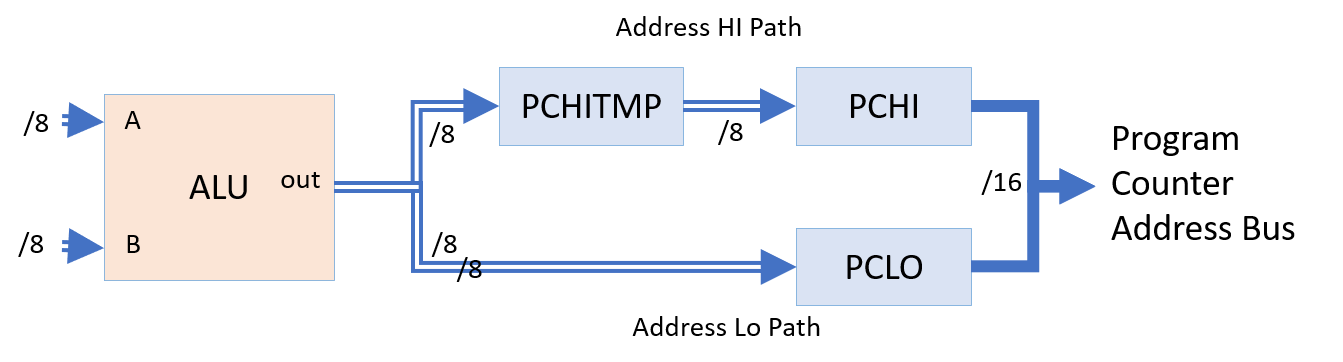 Address HI Path
/8
A
PCHITMP
PCHI
/8
/8
Program
Counter
Address Bus
ALU
out
/16
/8
B
/8
/8
PCLO
Address Lo Path